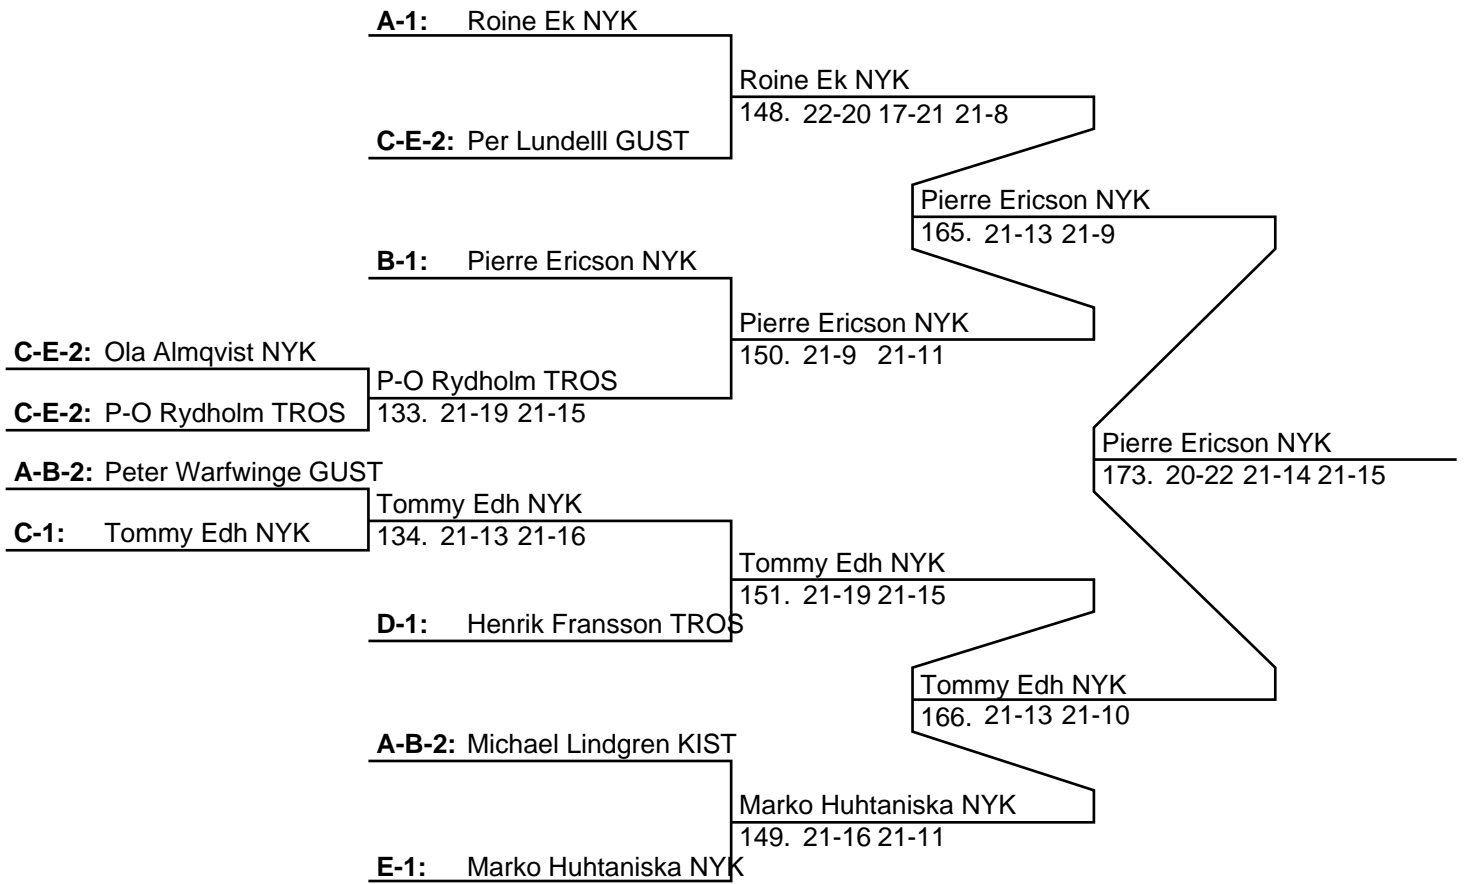 A-1: Roine Ek NYK
Roine Ek NYK
148. 22-20 17-21 21-8
C-E-2: Per Lundelll GUST
Pierre Ericson NYK
165. 21-13 21-9
B-1: Pierre Ericson NYK
Pierre Ericson NYK
150. 21-9 21-11
C-E-2: Ola Almqvist NYK
P-O Rydholm TROS
133. 21-19 21-15
C-E-2: P-O Rydholm TROS
Pierre Ericson NYK
173. 20-22 21-14 21-15
A-B-2: Peter Warfwinge GUST
Tommy Edh NYK
134. 21-13 21-16
C-1: Tommy Edh NYK
Tommy Edh NYK
151. 21-19 21-15
D-1: Henrik Fransson TROS
Tommy Edh NYK
166. 21-13 21-10
A-B-2: Michael Lindgren KIST
Marko Huhtaniska NYK
149. 21-16 21-11
E-1: Marko Huhtaniska NYK